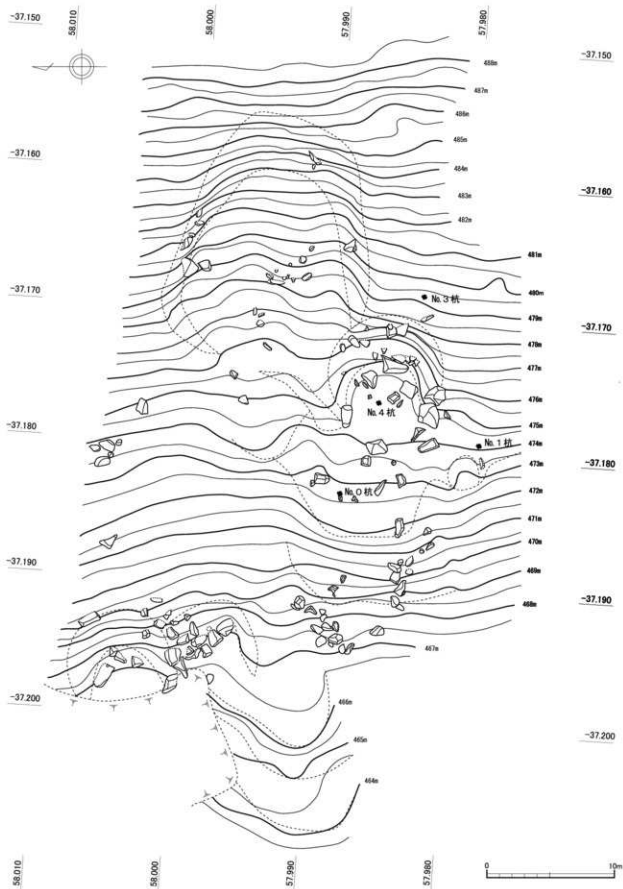 58.010
58.000
57.990
57.980
-37.150
-37.150
488m
487m
486m
485m
-37.160
484m
-37.160
483m
482m
481m
-37.170
No.3杭
480m
479m
-37.170
478m
477m
476m
No.4杭
475m
-37.180
No.1杭
474m
-37.180
473m
No.0杭
472m
471m
470m
-37.190
469m
-37.190
468m
467m
-37.200
466m
465m
-37.200
464m
58.010
58.000
57.990
57.980
0
10m